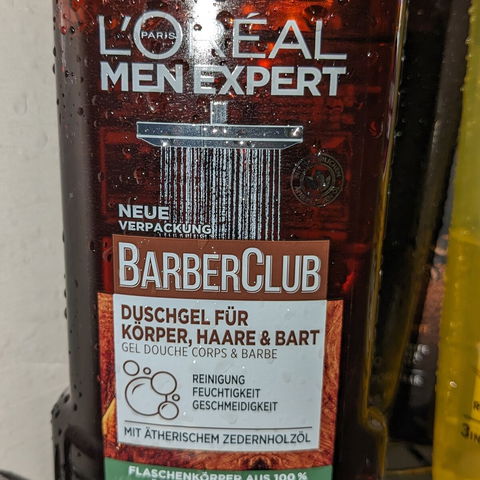 L'ORÉAL
PARIS
MEN EXPERT
NEUE
VERPACKUNG
BARBERCLUB
DUSCHGEL FÜR
KÖRPER, HAARE & BART
GEL DOUCHE CORPS & BARBE
REINIGUNG
FEUCHTIGKEIT
GESCHMEIDIGKEIT
MIT ÄTHERISCHEM ZEDERNHOLZÖL
FLASCHENKÖRPER AUS 100 %